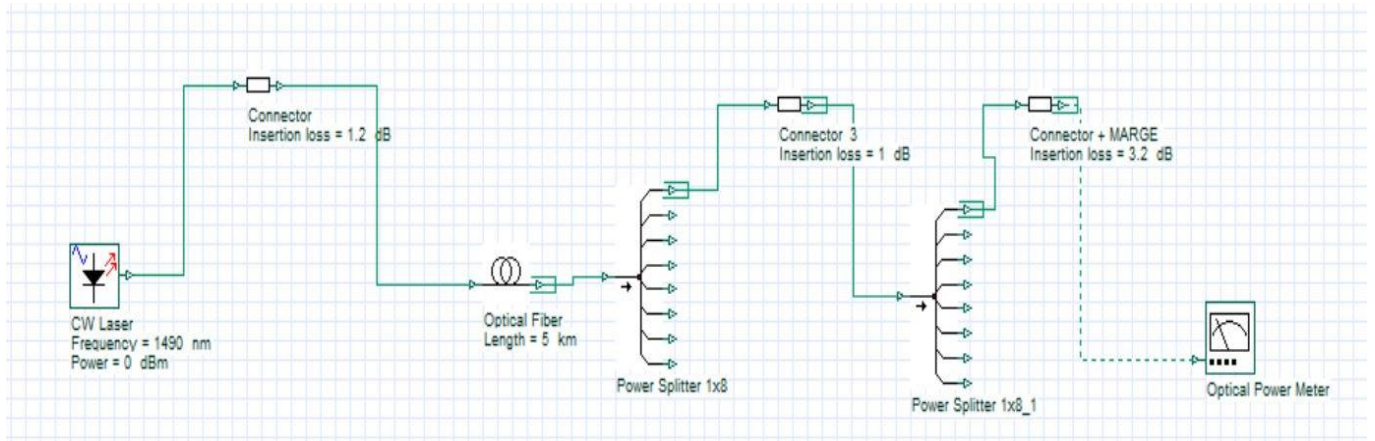 Connector
Insertion loss = 1.2 dB
Connector 3
Insertion loss = 1 dB
Connector + MARGE
Insertion loss = 3.2 dB
CW Laser
Frequency = 1490 nm
Power = 0 dBm
Optical Fiber
Length = 5 km
Power Splitter 1x8
Power Splitter 1x8_1
Optical Power Meter